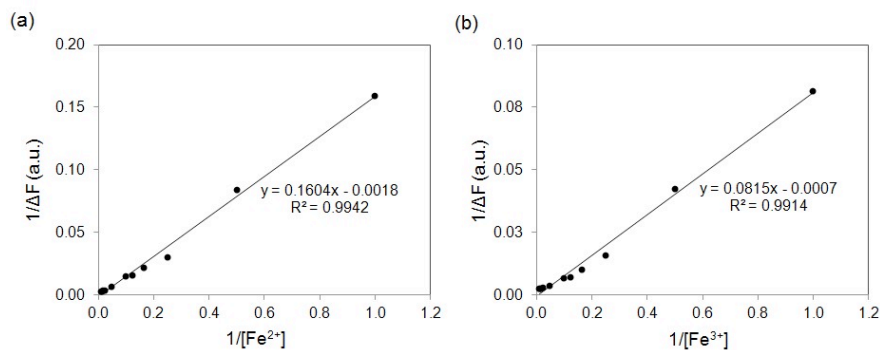 (a)
0.20
0.15
0.10
0.05
0.00
1/ΔF (a.u.)
y = 0.1604x - 0.0018
R² = 0.9942
0.0 0.2 0.4 0.6 0.8 1.0 1.2
1/[Fe²⁺]
(b)
0.10
0.08
0.05
0.03
0.00
1/ΔF (a.u.)
y = 0.0815x - 0.0007
R² = 0.9914
0.0 0.2 0.4 0.6 0.8 1.0 1.2
1/[Fe³⁺]